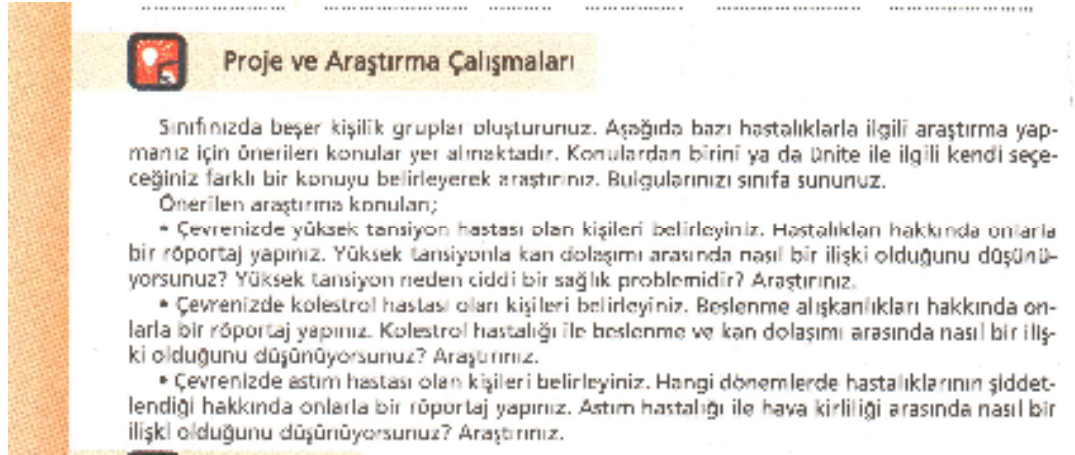 Proje ve Araştırma Çalışmaları
Sınıfınızda beşer kişilik gruplar oluşturunuz. Aşağıda bazı hastalıklarla ilgili araştırma yap-
manız için önerilen konular yer almaktadır. Konulardan birini ya da ünite ile ilgili kendi seçe-
ceğiniz farklı bir konuyu belirleyerek araştırınız. Bulgularınızı sınıfa sununuz.
Önerilen araştırma konuları;
• Çevrenizde yüksek tansiyon hastası olan kişileri belirleyiniz. Hastalıkları hakkında onlarla
bir röportaj yapınız. Yüksek tansiyonla kan dolaşımı arasında nasıl bir ilişki olduğunu düşünü-
yorsunuz? Yüksek tansiyon neden ciddi bir sağlık problemidir? Araştırınız.
• Çevrenizde kolestrol hastası olan kişileri belirleyiniz. Beslenme alışkanlıkları hakkında on-
larla bir röportaj yapınız. Kolestrol hastalığı ile beslenme ve kan dolaşımı arasında nasıl bir iliş-
ki olduğunu düşünüyorsunuz? Araştırınız.
• Çevrenizde astım hastası olan kişileri belirleyiniz. Hangi dönemlerde hastalıklarının şiddet-
lendiği hakkında onlarla bir röportaj yapınız. Astım hastalığı ile hava kirliliği arasında nasıl bir
ilişki olduğunu düşünüyorsunuz? Araştırınız.